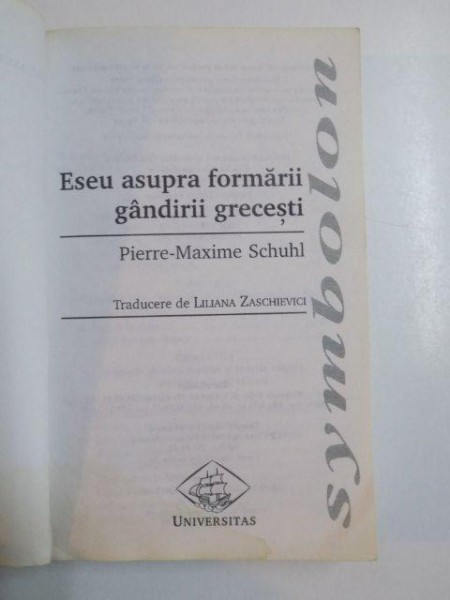 Eseu asupra formării
gândirii grecești
Pierre-Maxime Schuhl
Traducere de LILIANA ZASCHIEVICI
symbolon
UNIVERSITAS